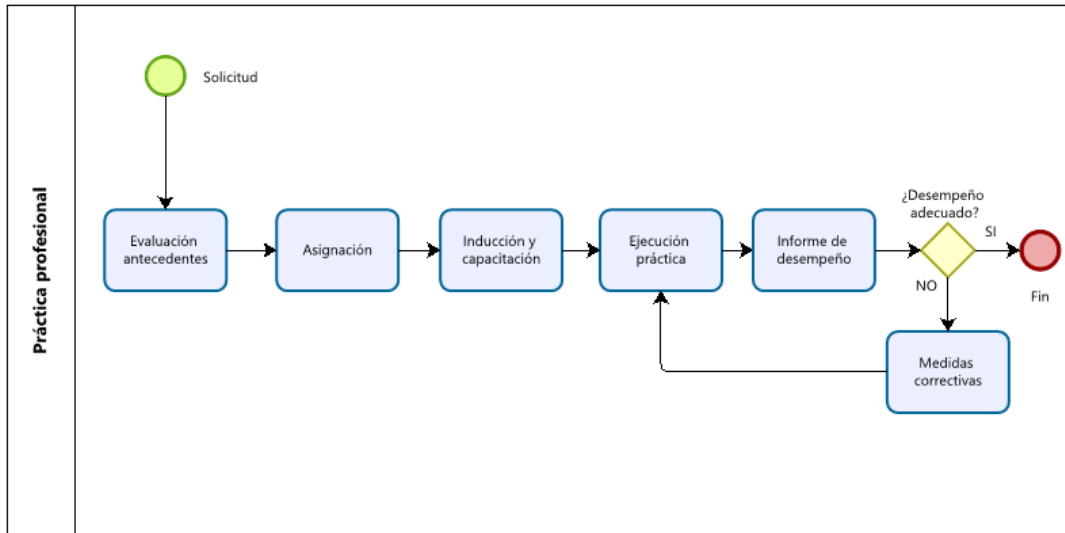 Práctica profesional
Solicitud
Evaluación
antecedentes
Asignación
Inducción y
capacitación
Ejecución
práctica
Informe de
desempeño
¿Desempeño
adecuado?
SI
NO
Fin
Medidas
correctivas